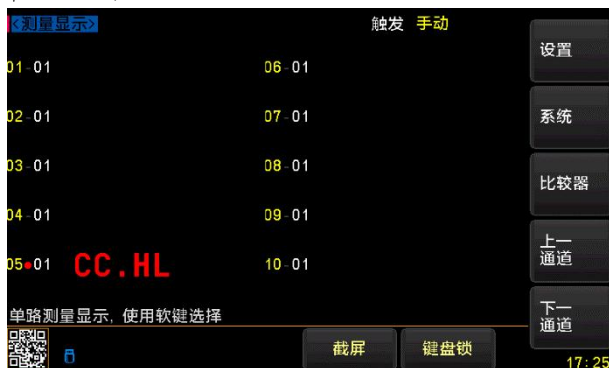 <测量显示>
触发 手动
设置
01-01
06-01
02-01
07-01
系统
03-01
08-01
比较器
04-01
09-01
上一
通道
05●01 CC.HL
10-01
单路测量显示, 使用软键选择
下一
通道
截屏
键盘锁
17:25